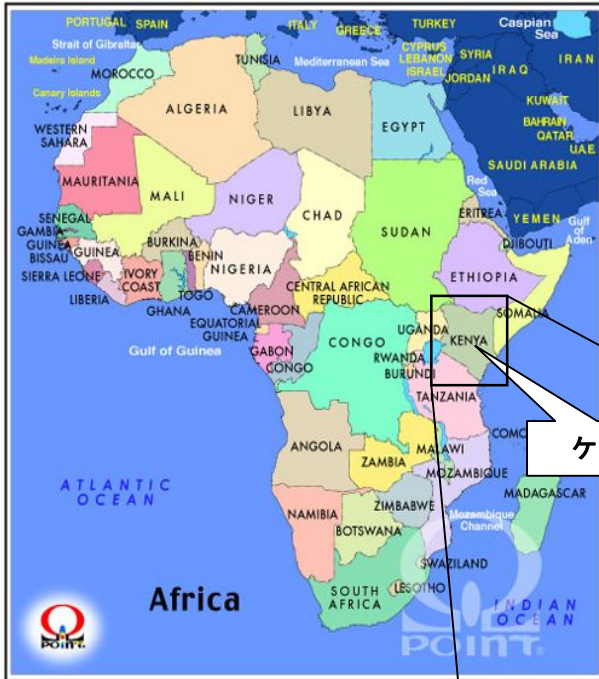 PORTUGAL SPAIN
ITALY
GREECE
TURKEY
Caspian
Sea
Strait of Gibraltar
Madeira Island
MOROCCO
TUNISIA
Mediterranean Sea
CYPRUS
LEBANON
ISRAEL
SYRIA
IRAQ
IRAN
JORDAN
Canary Islands
ALGERIA
LIBYA
EGYPT
KUWAIT
BAHRAIN
QATAR
U.A.E.
WESTERN
SAHARA
SAUDI ARABIA
MAURITANIA
MALI
NIGER
CHAD
SUDAN
Red
Sea
ERITREA
YEMEN
Gulf
of
Aden
SENEGAL
GAMBIA
GUINEA
BISSAU
GUINEA
BURKINA
BENIN
NIGERIA
DJIBOUTI
ETHIOPIA
SIERRA LEONE
IVORY
COAST
LIBERIA
GHANA
TOGO
CENTRAL AFRICAN
REPUBLIC
CAMEROON
EQUATORIAL
GUINEA
SOMALIA
UGANDA
KENYA
Gulf of Guinea
GABON
CONGO
CONGO
RWANDA
BURUNDI
TANZANIA
ANGOLA
ZAMBIA
MALAWI
MOZAMBIQUE
COMO
ケ
ATLANTIC
OCEAN
MADAGASCAR
NAMIBIA
ZIMBABWE
BOTSWANA
Mozambique
Channel
SWAZILAND
LESOTHO
SOUTH
AFRICA
Africa
INDIAN
OCEAN
POINT.
POINT.